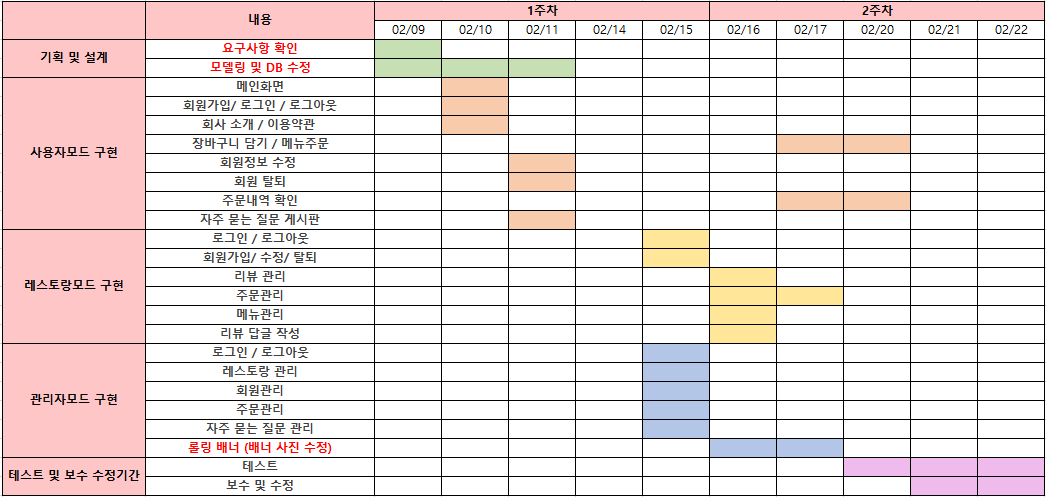 내용 1주차 2주차
02/09 02/10 02/11 02/14 02/15 02/16 02/17 02/20 02/21 02/22
기획 및 설계
요구사항 확인
모델링 및 DB 수정
사용자모드 구현
메인화면
회원가입/ 로그인 / 로그아웃
회사 소개 / 이용약관
장바구니 담기 / 메뉴주문
회원정보 수정
회원 탈퇴
주문내역 확인
자주 묻는 질문 게시판
레스토랑모드 구현
로그인 / 로그아웃
회원가입/ 수정/ 탈퇴
리뷰 관리
주문관리
메뉴관리
리뷰 답글 작성
관리자모드 구현
로그인 / 로그아웃
레스토랑 관리
회원관리
주문관리
자주 묻는 질문 관리
롤링 배너 (배너 사진 수정)
테스트 및 보수 수정기간
테스트
보수 및 수정